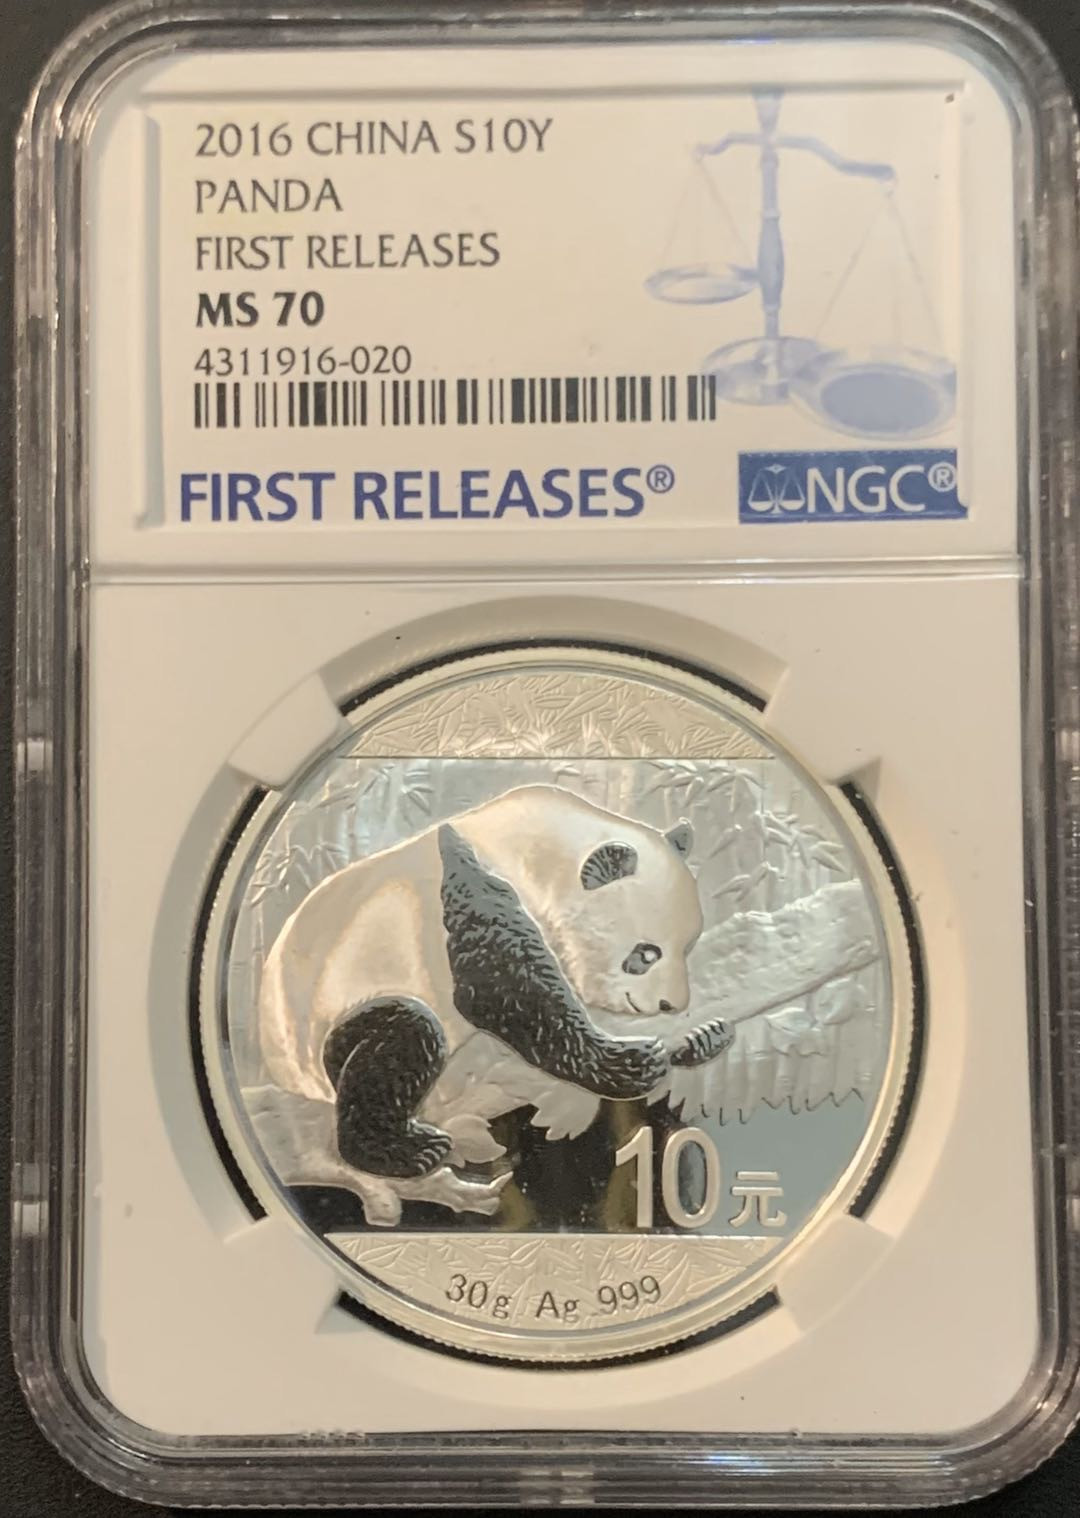 2016 CHINA S10Y
PANDA
FIRST RELEASES
MS 70
4311916-020
FIRST RELEASES®
NGC®
10元
30g Ag 999